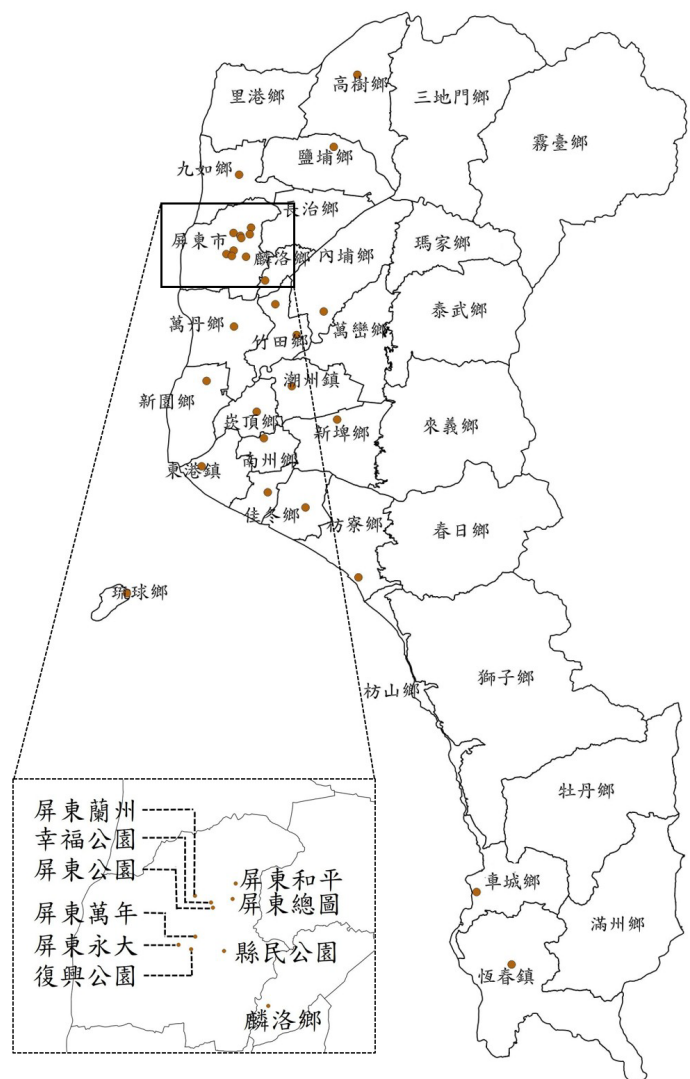 高樹鄉
里港鄉
三地門鄉
霧臺鄉
鹽埔鄉
九如鄉
長治鄉
屏東市
麟洛鄉
內埔鄉
瑪家鄉
泰武鄉
萬丹鄉
竹田鄉
萬巒鄉
潮州鎮
新園鄉
崁頂鄉
新埤鄉
來義鄉
南州鄉
東港鎮
佳冬鄉
枋寮鄉
春日鄉
琉球鄉
獅子鄉
枋山鄉
牡丹鄉
車城鄉
滿州鄉
恆春鎮
屏東蘭州
幸福公園
屏東公園
屏東和平
屏東總圖
屏東萬年
屏東永大
復興公園
縣民公園
麟洛鄉